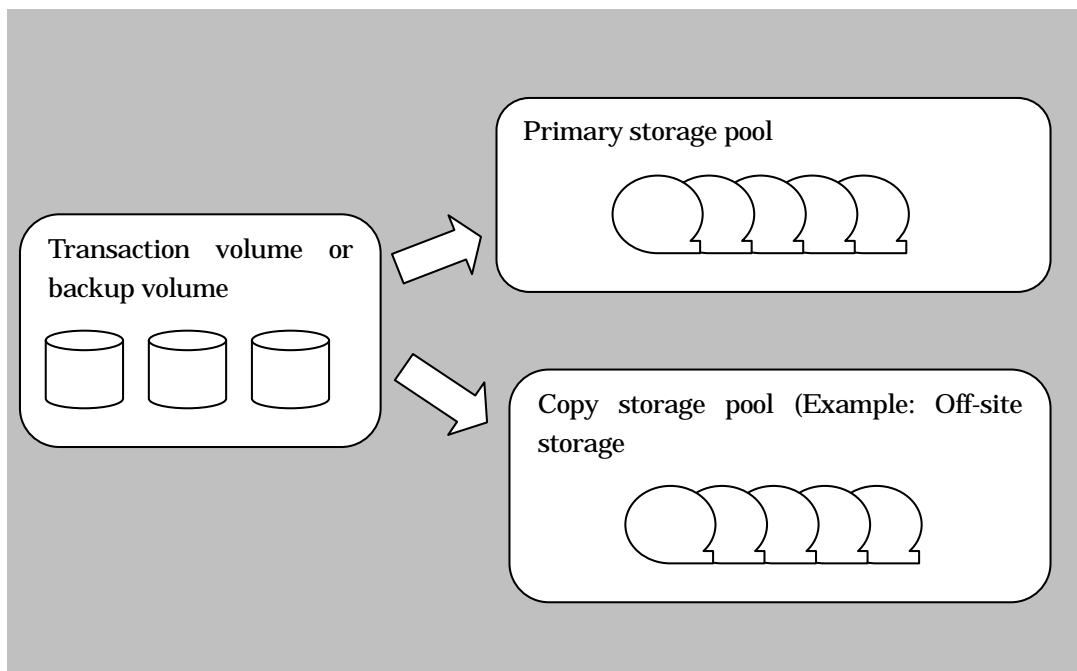 Primary storage pool
Transaction volume or
backup volume
Copy storage pool (Example: Off-site
storage